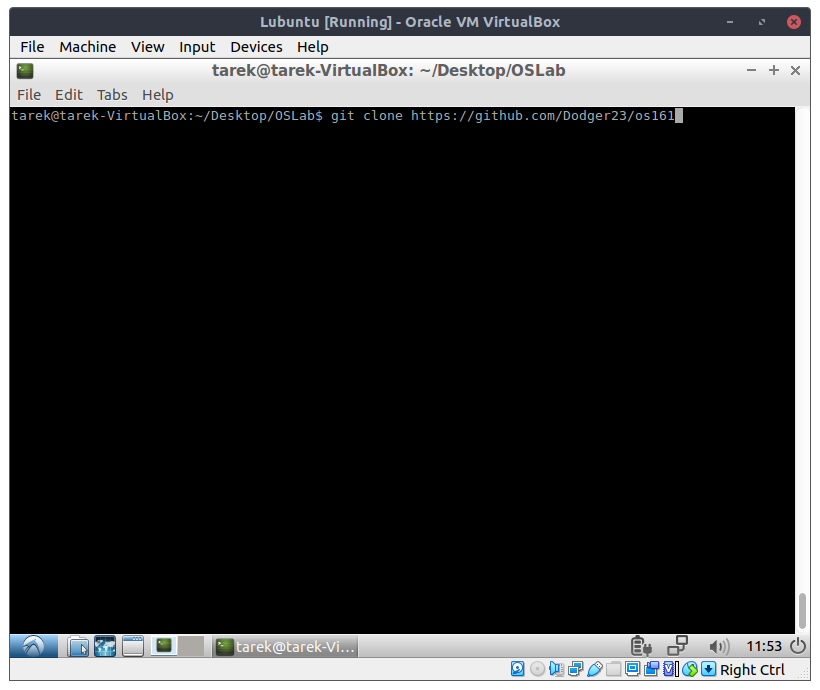 Lubuntu [Running] - Oracle VM VirtualBox
File Machine View Input Devices Help
tarek@tarek-VirtualBox: ~/Desktop/OSLab
File Edit Tabs Help
tarek@tarek-VirtualBox:~/Desktop/OSLab$ git clone https://github.com/Dodger23/os161
tarek@tarek-Vi... 11:53
Right Ctrl